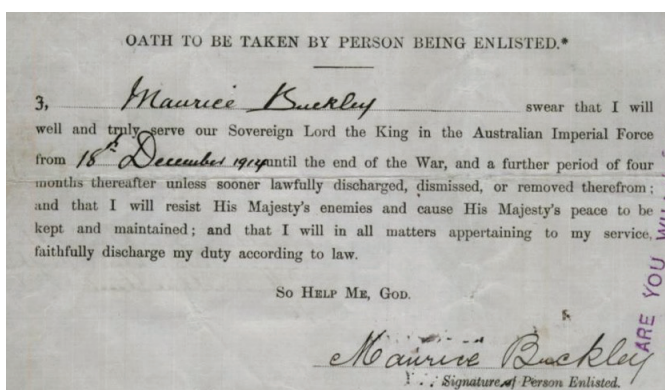 OATH TO BE TAKEN BY PERSON BEING ENLISTED.*
I, Maurice Buckley swear that I will
well and truly serve our Sovereign Lord the King in the Australian Imperial Force
from 18th December 1914 until the end of the War, and a further period of four
months thereafter unless sooner lawfully discharged, dismissed, or removed therefrom;
and that I will resist His Majesty's enemies and cause His Majesty's peace to be
kept and maintained; and that I will in all matters appertaining to my service,
faithfully discharge my duty according to law.
SO HELP ME, GOD.
Maurice Buckley
Signature of Person Enlisted.
ARE YOU